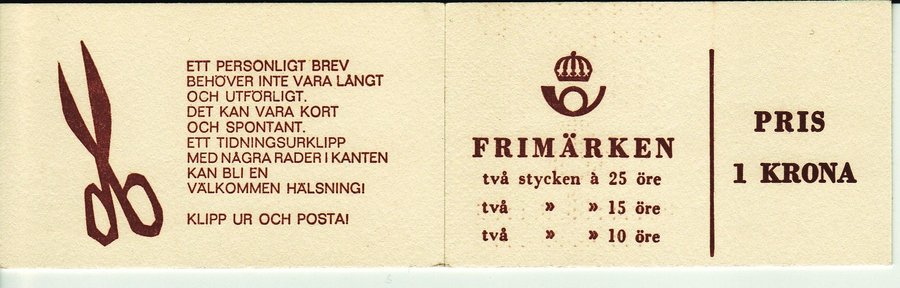 ETT PERSONLIGT BREV
BEHÖVER INTE VARA LÅNGT
OCH UTFÖRLIGT.
DET KAN VARA KORT
OCH SPONTANT.
ETT TIDNINGSURKLIPP
MED NÅGRA RADER I KANTEN
KAN BLI EN
VÄLKOMMEN HÄLSNING!
KLIPP UR OCH POSTA!
FRIMÄRKEN
två stycken à 25 öre
två » » 15 öre
två » » 10 öre
PRIS
1 KRONA